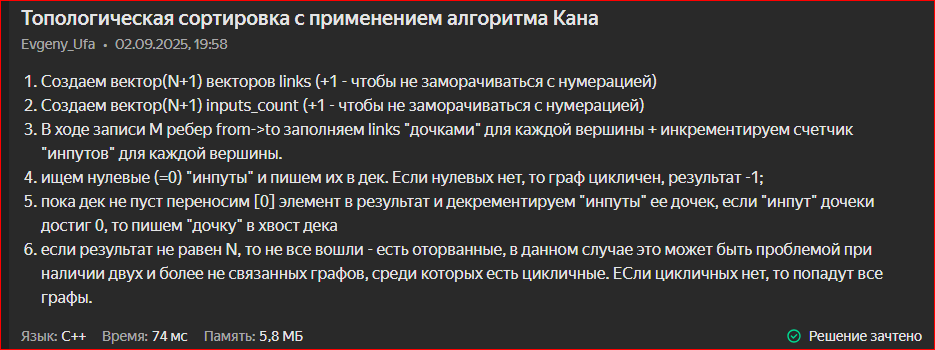 Топологическая сортировка с применением алгоритма Кана
Evgeny_Ufa • 02.09.2025, 19:58
1. Создаем вектор(N+1) векторов links (+1 - чтобы не заморачиваться с нумерацией)
2. Создаем вектор(N+1) inputs_count (+1 - чтобы не заморачиваться с нумерацией)
3. В ходе записи M ребер from->to заполняем links "дочками" для каждой вершины + инкрементируем счетчик
"инпутов" для каждой вершины.
4. ищем нулевые (=0) "инпуты" и пишем их в дек. Если нулевых нет, то граф цикличен, результат -1;
5. пока дек не пуст переносим [0] элемент в результат и декрементируем "инпуты" ее дочек, если "инпут" дочеки
достиг 0, то пишем "дочку" в хвост дека
6. если результат не равен N, то не все вошли - есть оторванные, в данном случае это может быть проблемой при
наличии двух и более не связанных графов, среди которых есть цикличные. ЕСли цикличных нет, то попадут все
графы.
Язык: C++ Время: 74 мс Память: 5,8 МБ Решение зачтено